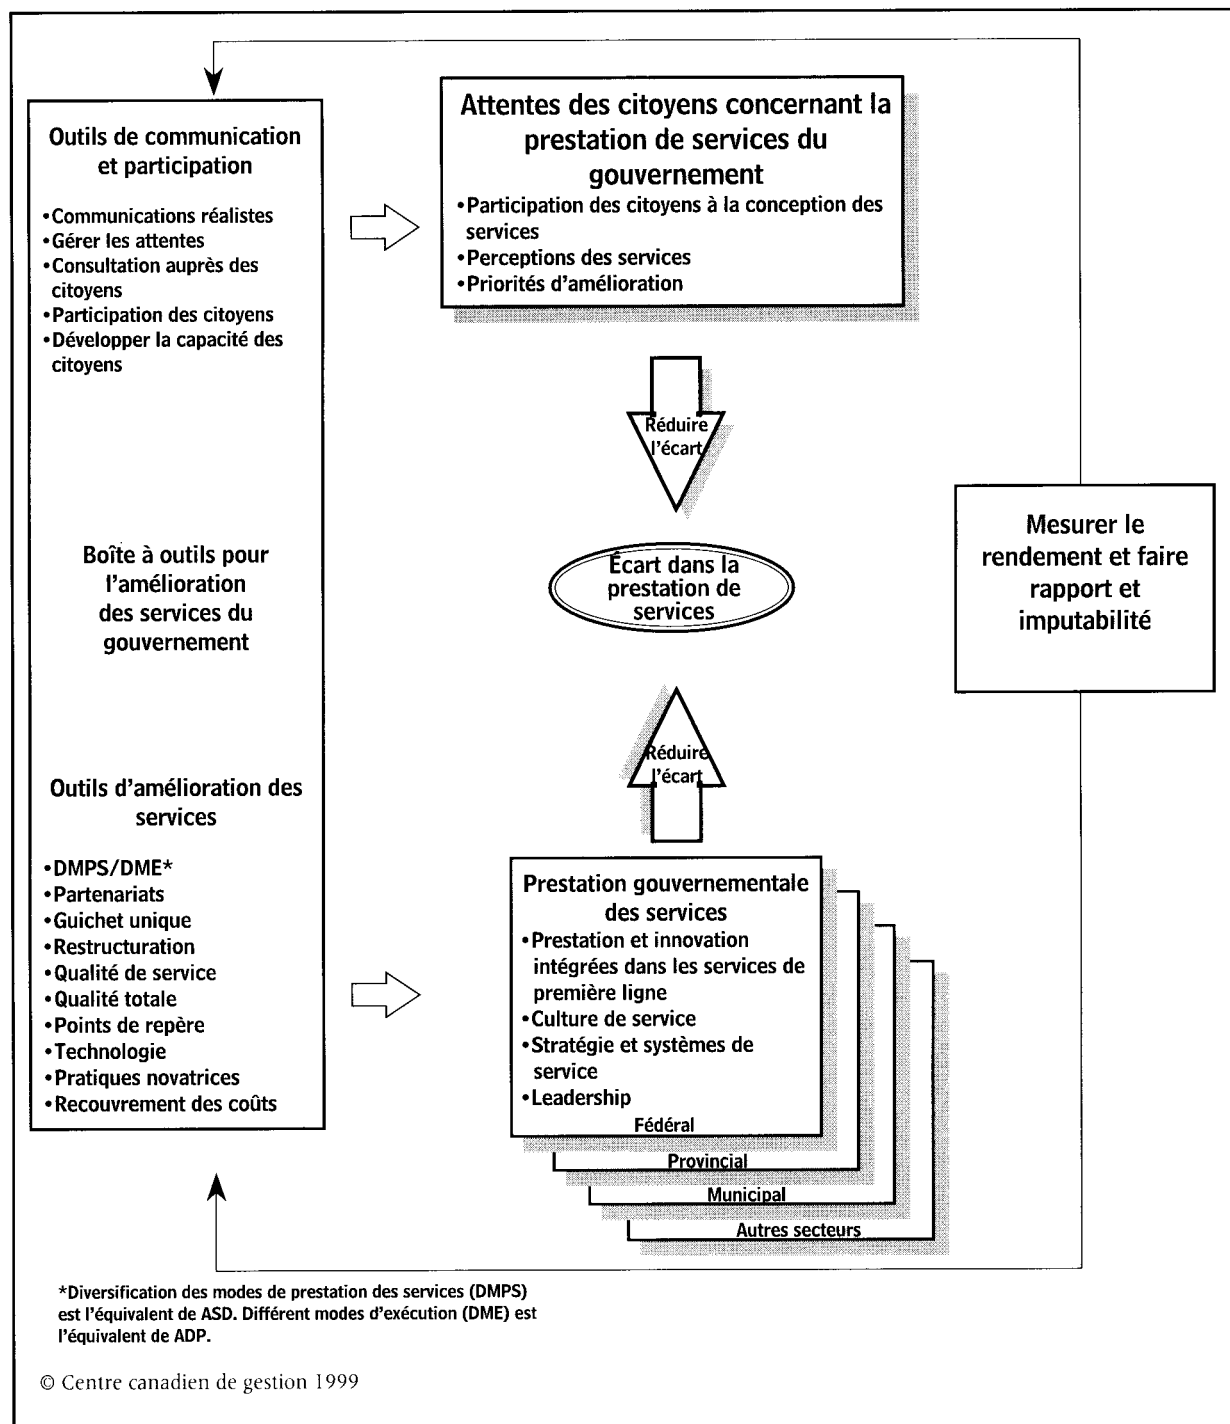 Outils de communication
et participation
•Communications réalistes
•Gérer les attentes
•Consultation auprès des
citoyens
•Participation des citoyens
•Développer la capacité des
citoyens
Boîte à outils pour
l'amélioration
des services du
gouvernement
Outils d'amélioration des
services
•DMPS/DME*
•Partenariats
•Guichet unique
•Restructuration
•Qualité de service
•Qualité totale
•Points de repère
•Technologie
•Pratiques novatrices
•Recouvrement des coûts
Attentes des citoyens concernant la
prestation de services du
gouvernement
•Participation des citoyens à la conception des
services
•Perceptions des services
•Priorités d'amélioration
Réduire
l'écart
Écart dans la
prestation de
services
Réduire
l'écart
Prestation gouvernementale
des services
•Prestation et innovation
intégrées dans les services de
première ligne
•Culture de service
•Stratégie et systèmes de
service
•Leadership
Fédéral
Provincial
Municipal
Autres secteurs
Mesurer le
rendement et faire
rapport et
imputabilité
*Diversification des modes de prestation des services (DMPS)
est l'équivalent de ASD. Différent modes d'exécution (DME) est
l'équivalent de ADP.
© Centre canadien de gestion 1999